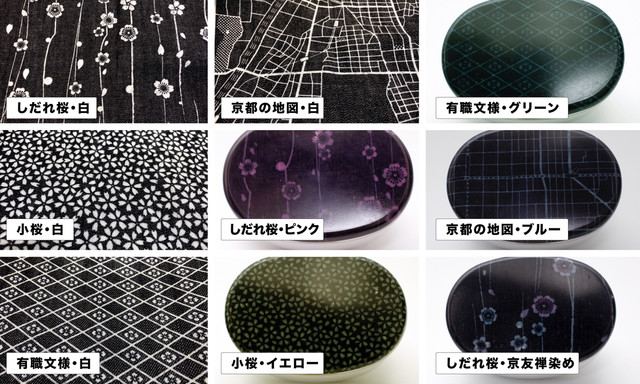 しだれ桜・白
京都の地図・白
有職文様・グリーン
小桜・白
しだれ桜・ピンク
京都の地図・ブルー
有職文様・白
小桜・イエロー
しだれ桜・京友禅染め